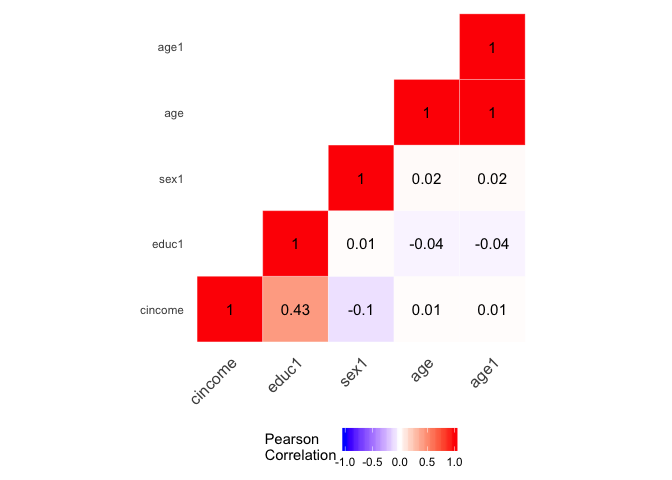 age1
1
age
1
1
sex1
1
0.02
0.02
educ1
1
0.01
-0.04
-0.04
cincome
1
0.43
-0.1
0.01
0.01
cincome
educ1
sex1
age
age1
Pearson
Correlation
-1.0 -0.5 0.0 0.5 1.0